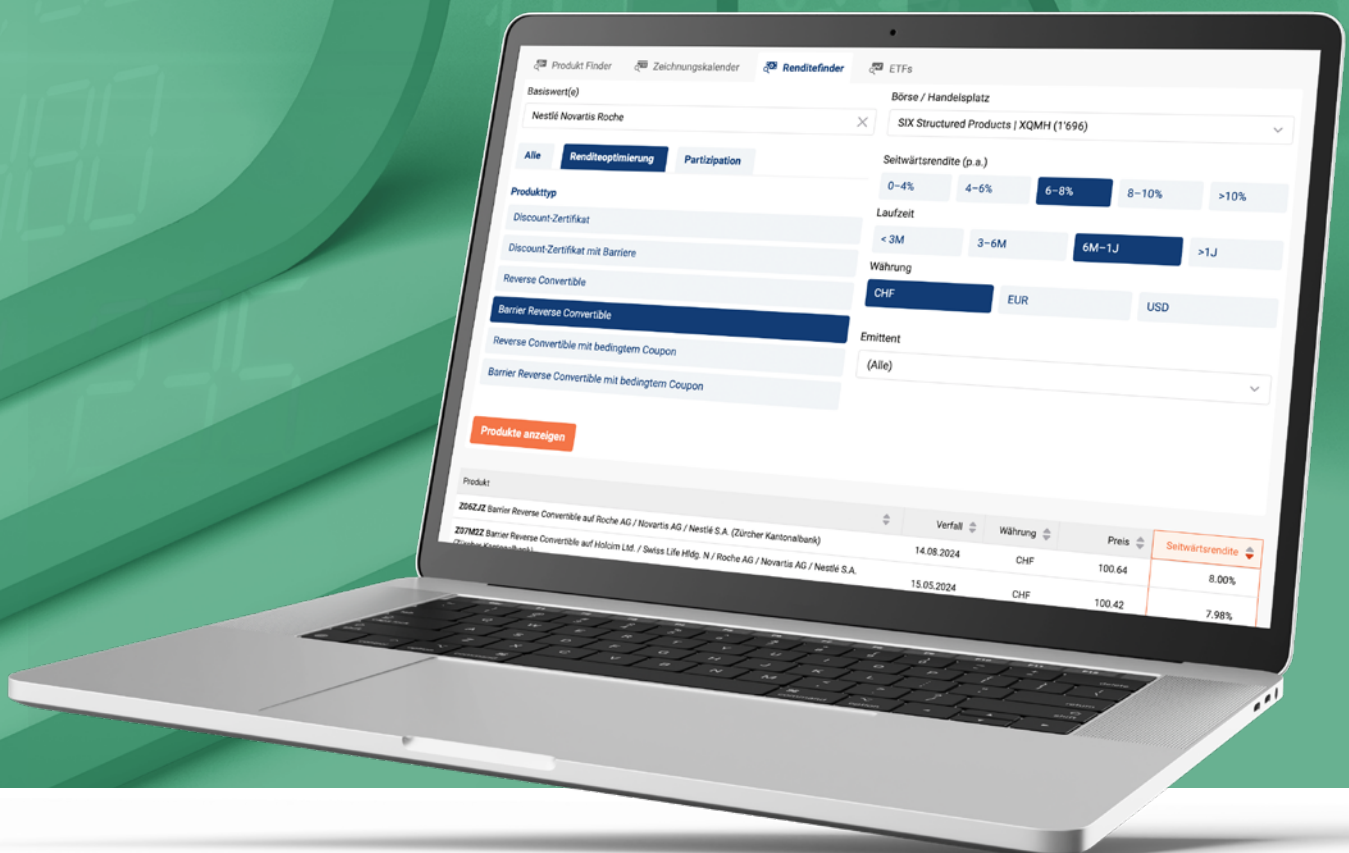 Produkt Finder
Zeichnungskalender
Renditefinder
ETFs
Basiswert(e)
Nestlé Novartis Roche
Alle
Renditeoptimierung
Partizipation
Produkttyp
Discount-Zertifikat
Discount-Zertifikat mit Barriere
Reverse Convertible
Barrier Reverse Convertible
Reverse Convertible mit bedingtem Coupon
Barrier Reverse Convertible mit bedingtem Coupon
Börse / Handelsplatz
SIX Structured Products | XQMH (1'696)
Seitwärtsrendite (p.a.)
0–4%
4–6%
6–8%
8–10%
>10%
Laufzeit
< 3M
3–6M
6M–1J
>1J
Währung
CHF
EUR
USD
Emittent
(Alle)
Produkte anzeigen
Produkt
Verfall
Währung
Preis
Seitwärtsrendite
Z06ZJZ Barrier Reverse Convertible auf Roche AG / Novartis AG / Nestlé S.A. (Zürcher Kantonalbank)
14.08.2024
CHF
100.64
8.00%
Z07M2Z Barrier Reverse Convertible auf Holcim Ltd. / Swiss Life Hldg. N / Roche AG / Novartis AG / Nestlé S.A.
(Zürcher Kantonalbank)
15.05.2024
CHF
100.42
7.98%